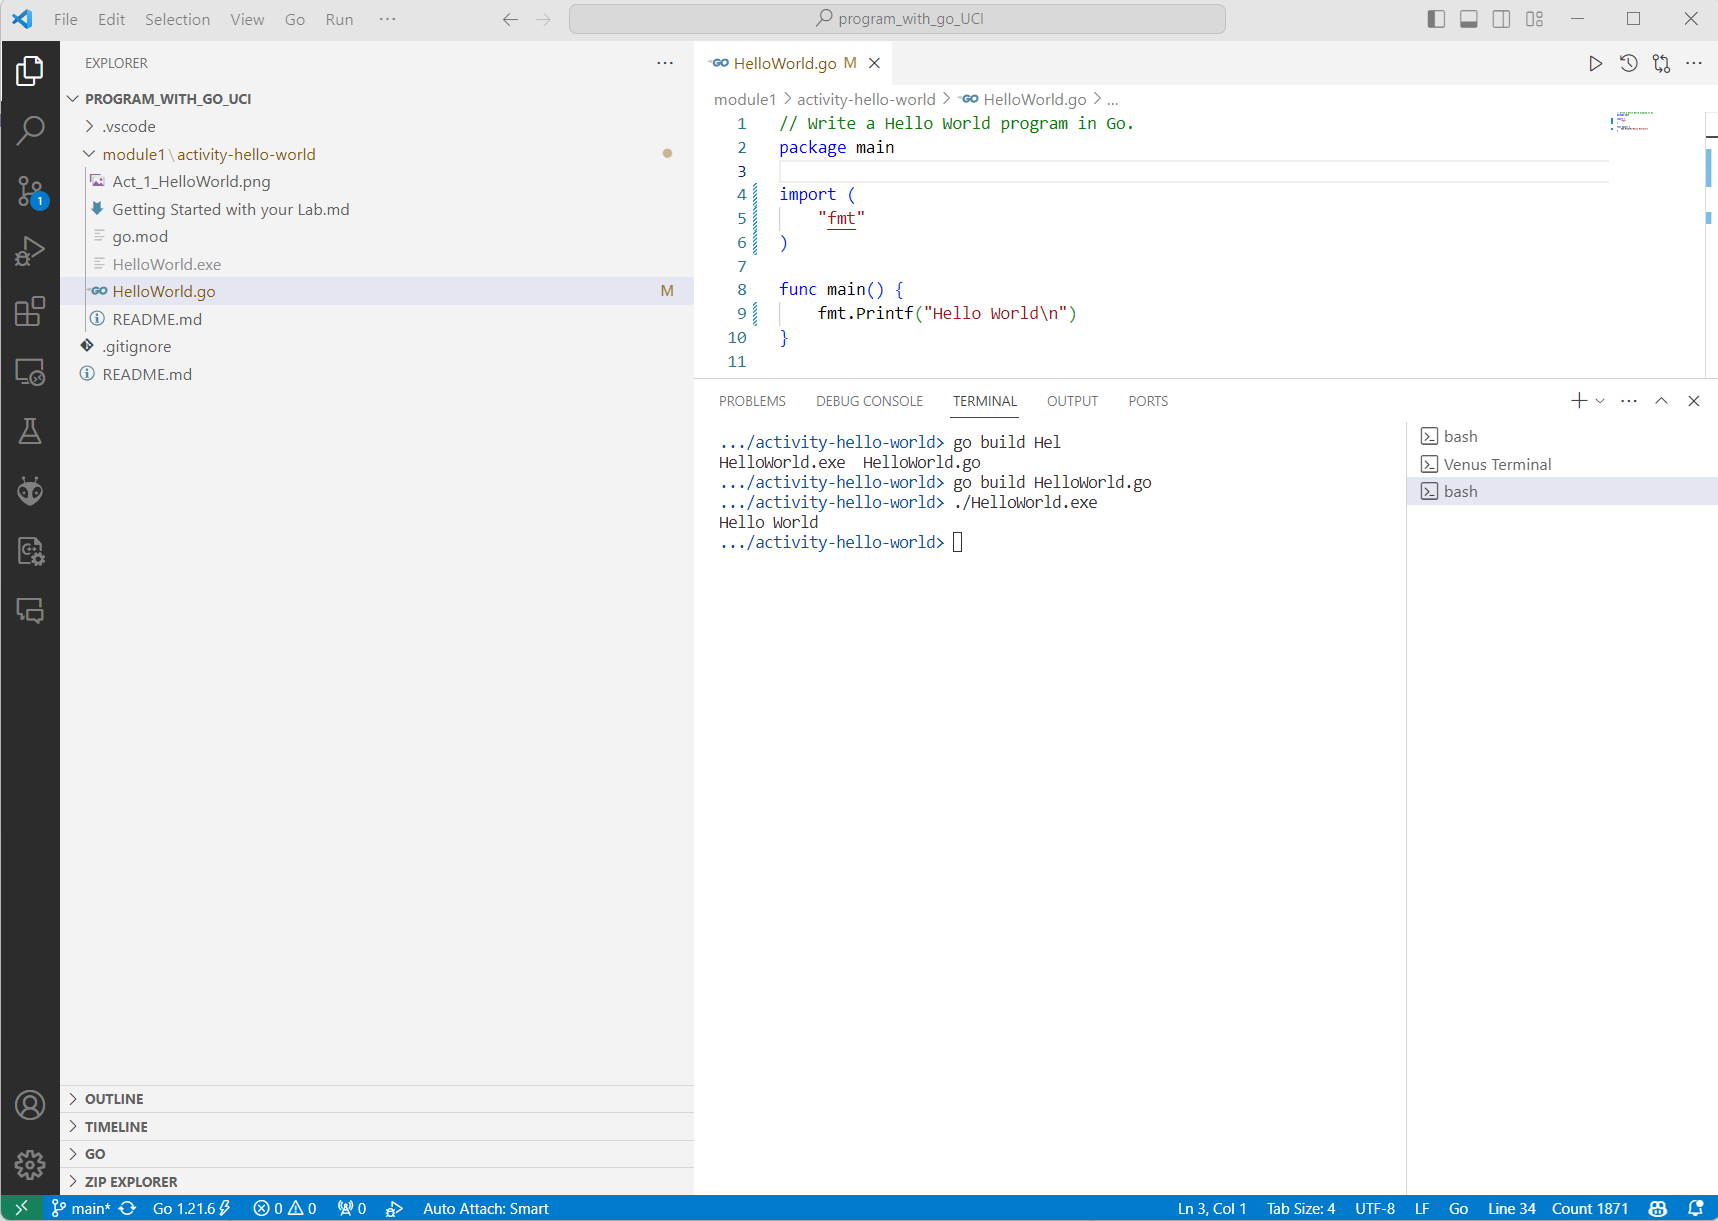 File Edit Selection View Go Run ··· program_with_go_UCI
EXPLORER
PROGRAM_WITH_GO_UCI
.vscode
module1\activity-hello-world
Act_1_HelloWorld.png
Getting Started with your Lab.md
go.mod
HelloWorld.exe
HelloWorld.go M
README.md
.gitignore
README.md
OUTLINE
TIMELINE
GO
ZIP EXPLORER
1
GO HelloWorld.go M
module1 > activity-hello-world > GO HelloWorld.go > ...
1 // Write a Hello World program in Go.
2 package main
3
4 import (
5 "fmt"
6 )
7
8 func main() {
9 fmt.Printf("Hello World\n")
10 }
11
PROBLEMS DEBUG CONSOLE TERMINAL OUTPUT PORTS
.../activity-hello-world> go build Hel
HelloWorld.exe HelloWorld.go
.../activity-hello-world> go build HelloWorld.go
.../activity-hello-world> ./HelloWorld.exe
Hello World
.../activity-hello-world>
bash
Venus Terminal
bash
main* Go 1.21.6 0 0 0 Auto Attach: Smart Ln 3, Col 1 Tab Size: 4 UTF-8 LF Go Line 34 Count 1871